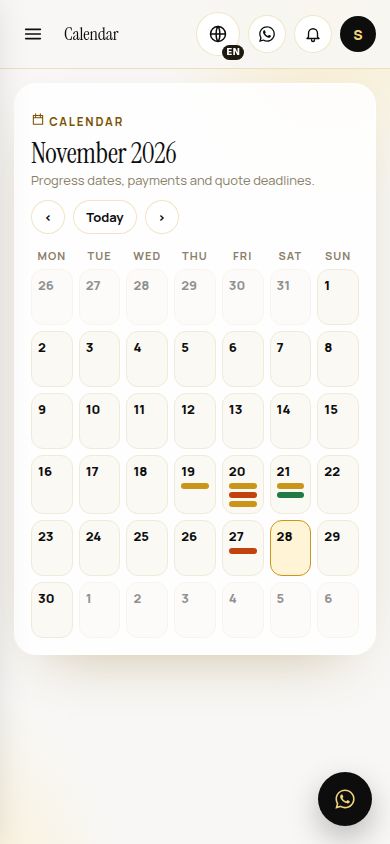 Calendar
S
EN
CALENDAR
November 2026
Progress dates, payments and quote deadlines.
‹ Today ›
MON TUE WED THU FRI SAT SUN
26 27 28 29 30 31 1
2 3 4 5 6 7 8
9 10 11 12 13 14 15
16 17 18 19 20 21 22
23 24 25 26 27 28 29
30 1 2 3 4 5 6